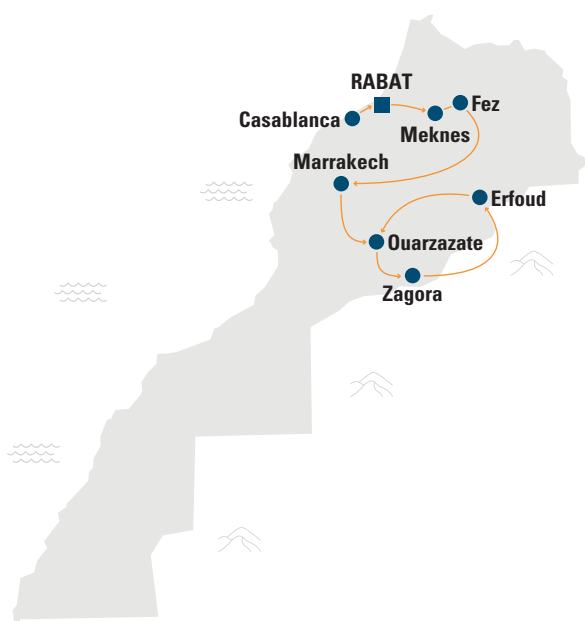 RABAT
Fez
Casablanca
Meknes
Marrakech
Erfoud
Ouarzazate
Zagora